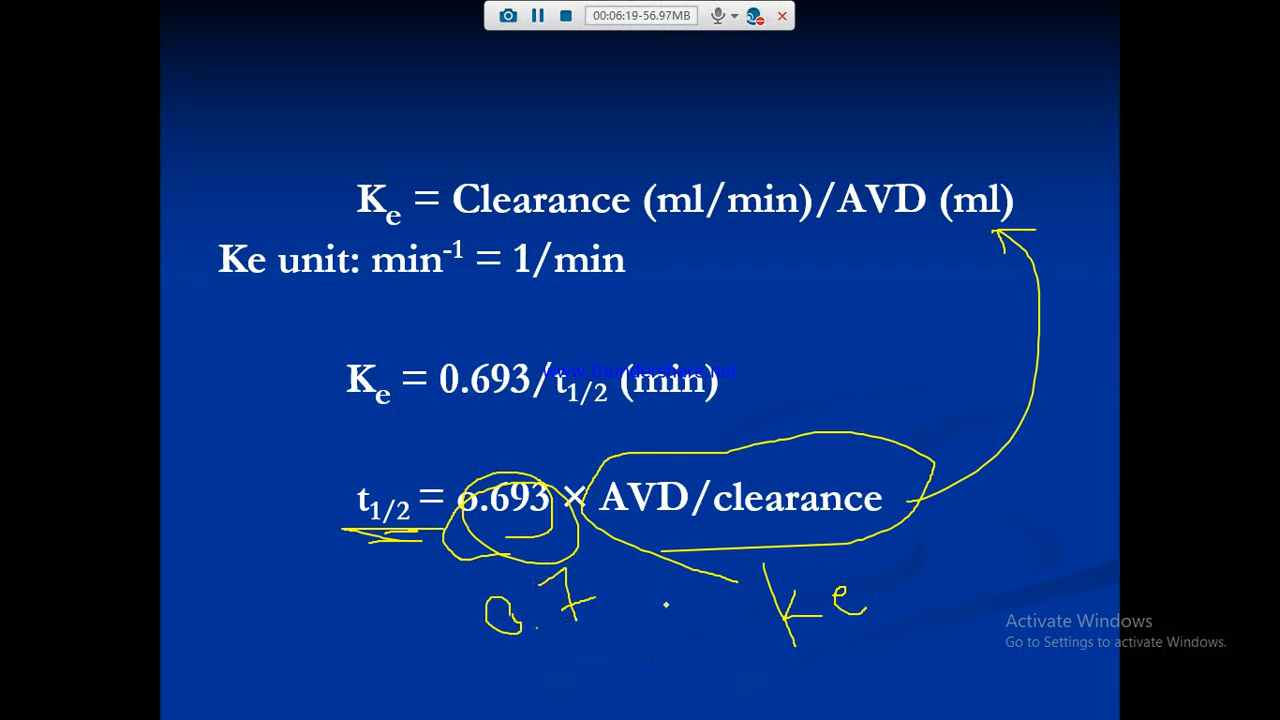 00:06:19-56.97MB
Ke = Clearance (ml/min)/AVD (ml)
Ke unit: min-1 = 1/min
Ke = 0.693/t1/2 (min)
t1/2 = 0.693 × AVD/clearance
0.7 Ke
Activate Windows
Go to Settings to activate Windows.